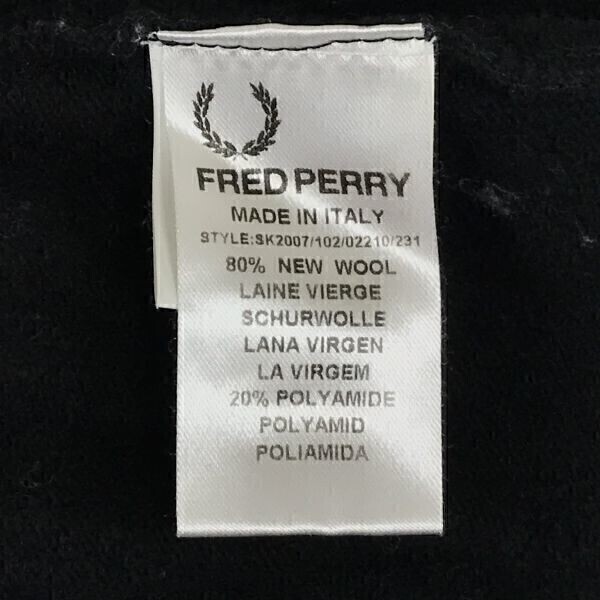 FRED PERRY
MADE IN ITALY
STYLE:SK2007/102/02210/231
80% NEW WOOL
LAINE VIERGE
SCHURWOLLE
LANA VIRGEN
LA VIRGEM
20% POLYAMIDE
POLYAMID
POLIAMIDA